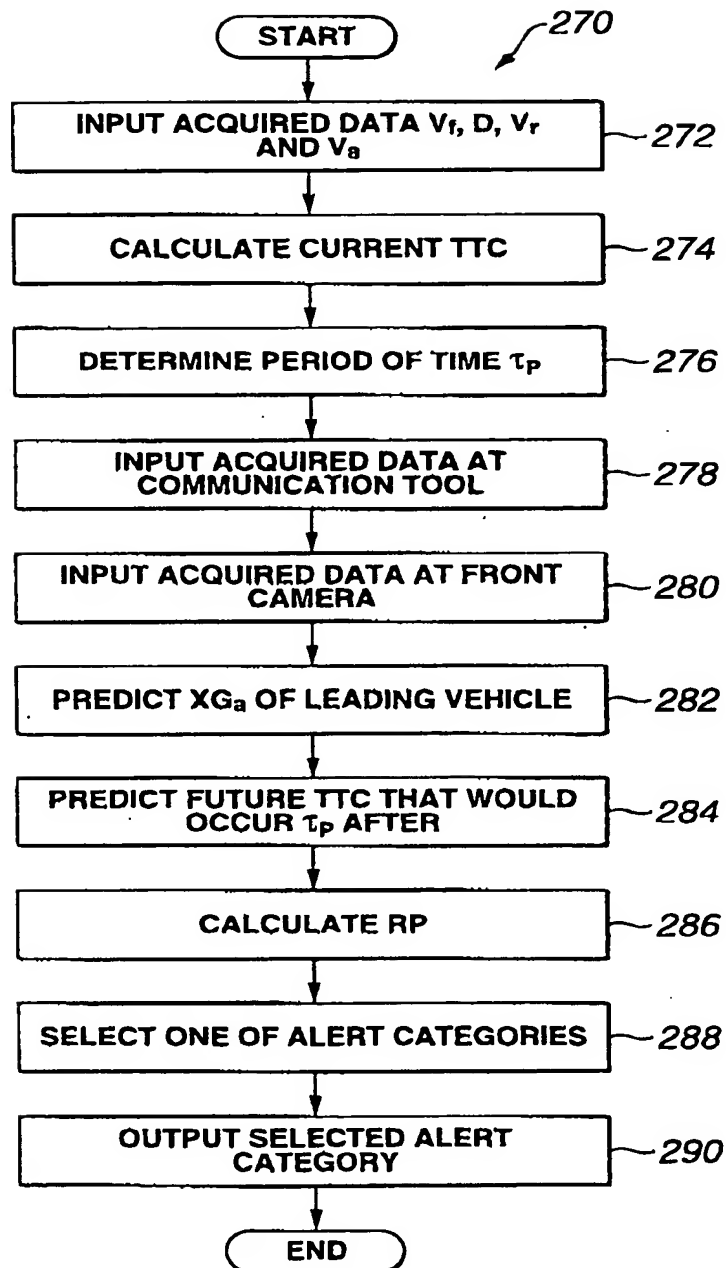 START
270
INPUT ACQUIRED DATA Vf, D, Vr
AND Va
272
CALCULATE CURRENT TTC
274
DETERMINE PERIOD OF TIME τP
276
INPUT ACQUIRED DATA AT
COMMUNICATION TOOL
278
INPUT ACQUIRED DATA AT FRONT
CAMERA
280
PREDICT XGa OF LEADING VEHICLE
282
PREDICT FUTURE TTC THAT WOULD
OCCUR τP AFTER
284
CALCULATE RP
286
SELECT ONE OF ALERT CATEGORIES
288
OUTPUT SELECTED ALERT
CATEGORY
290
END